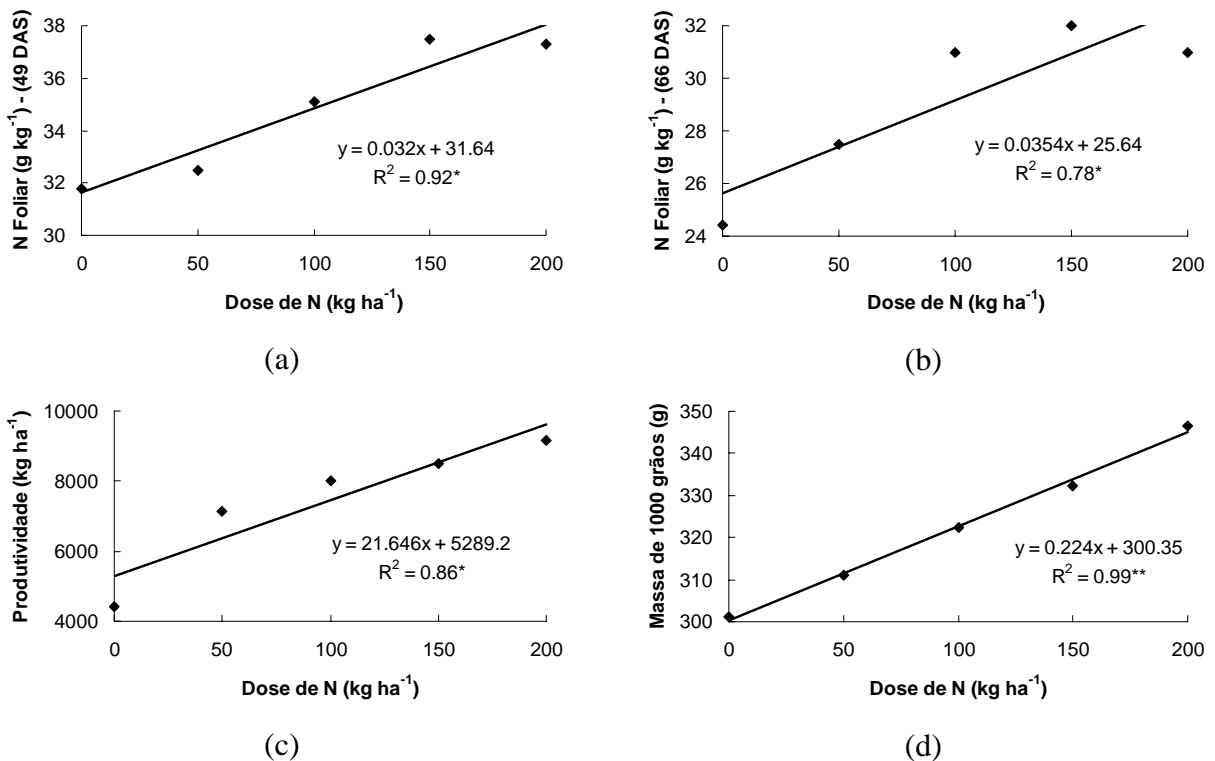 N Foliar (g kg⁻¹) - (49 DAS)
38
36
34
32
30
y = 0.032x + 31.64
R² = 0.92*
0 50 100 150 200
Dose de N (kg ha⁻¹)
(a)
N Foliar (g kg⁻¹) - (66 DAS)
32
30
28
26
24
y = 0.0354x + 25.64
R² = 0.78*
0 50 100 150 200
Dose de N (kg ha⁻¹)
(b)
Produtividade (kg ha⁻¹)
10000
8000
6000
4000
y = 21.646x + 5289.2
R² = 0.86*
0 50 100 150 200
Dose de N (kg ha⁻¹)
(c)
Massa de 1000 grãos (g)
350
340
330
320
310
300
y = 0.224x + 300.35
R² = 0.99**
0 50 100 150 200
Dose de N (kg ha⁻¹)
(d)